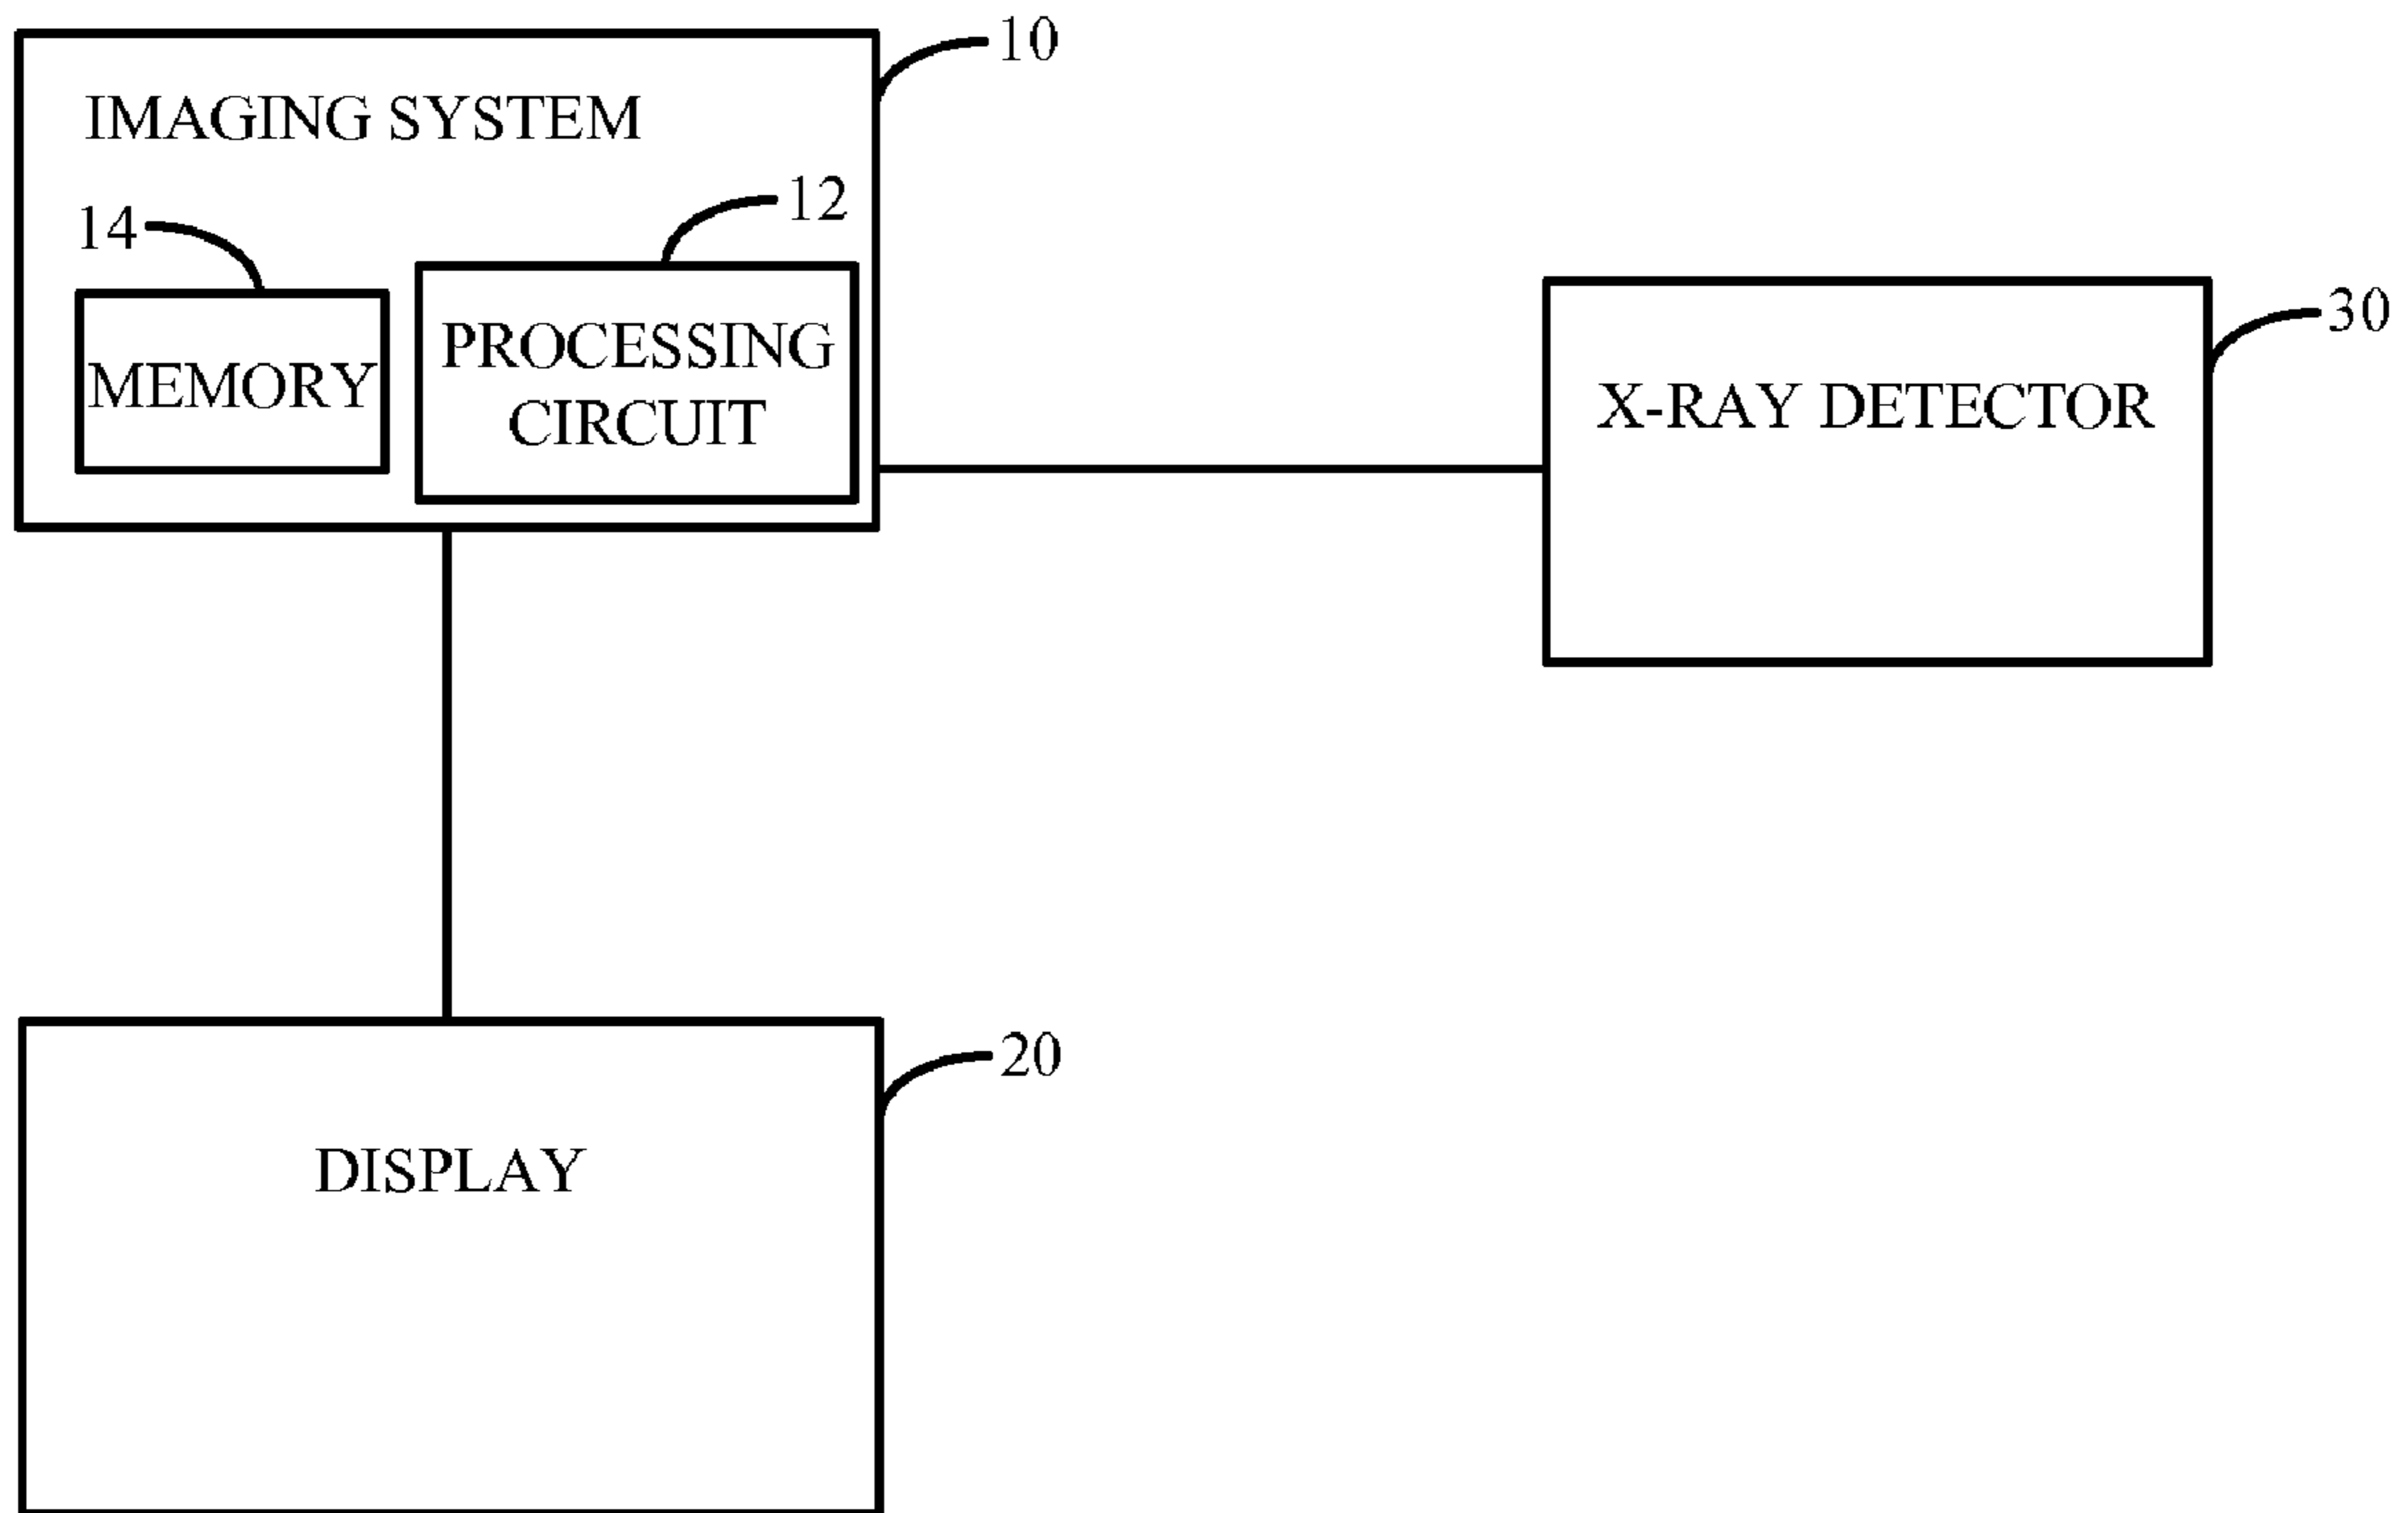 10
IMAGING SYSTEM
12
14
PROCESSING
CIRCUIT
MEMORY
30
X-RAY DETECTOR
20
DISPLAY